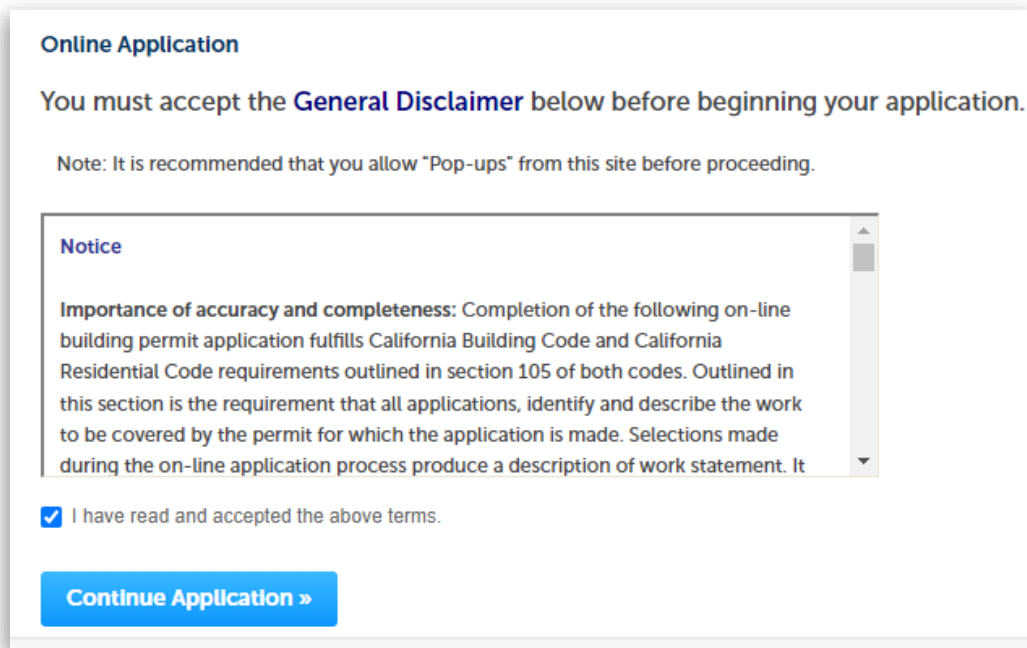 Online Application
You must accept the General Disclaimer below before beginning your application.
Note: It is recommended that you allow "Pop-ups" from this site before proceeding.
Notice
Importance of accuracy and completeness: Completion of the following on-line
building permit application fulfills California Building Code and California
Residential Code requirements outlined in section 105 of both codes. Outlined in
this section is the requirement that all applications, identify and describe the work
to be covered by the permit for which the application is made. Selections made
during the on-line application process produce a description of work statement. It
I have read and accepted the above terms.
Continue Application »